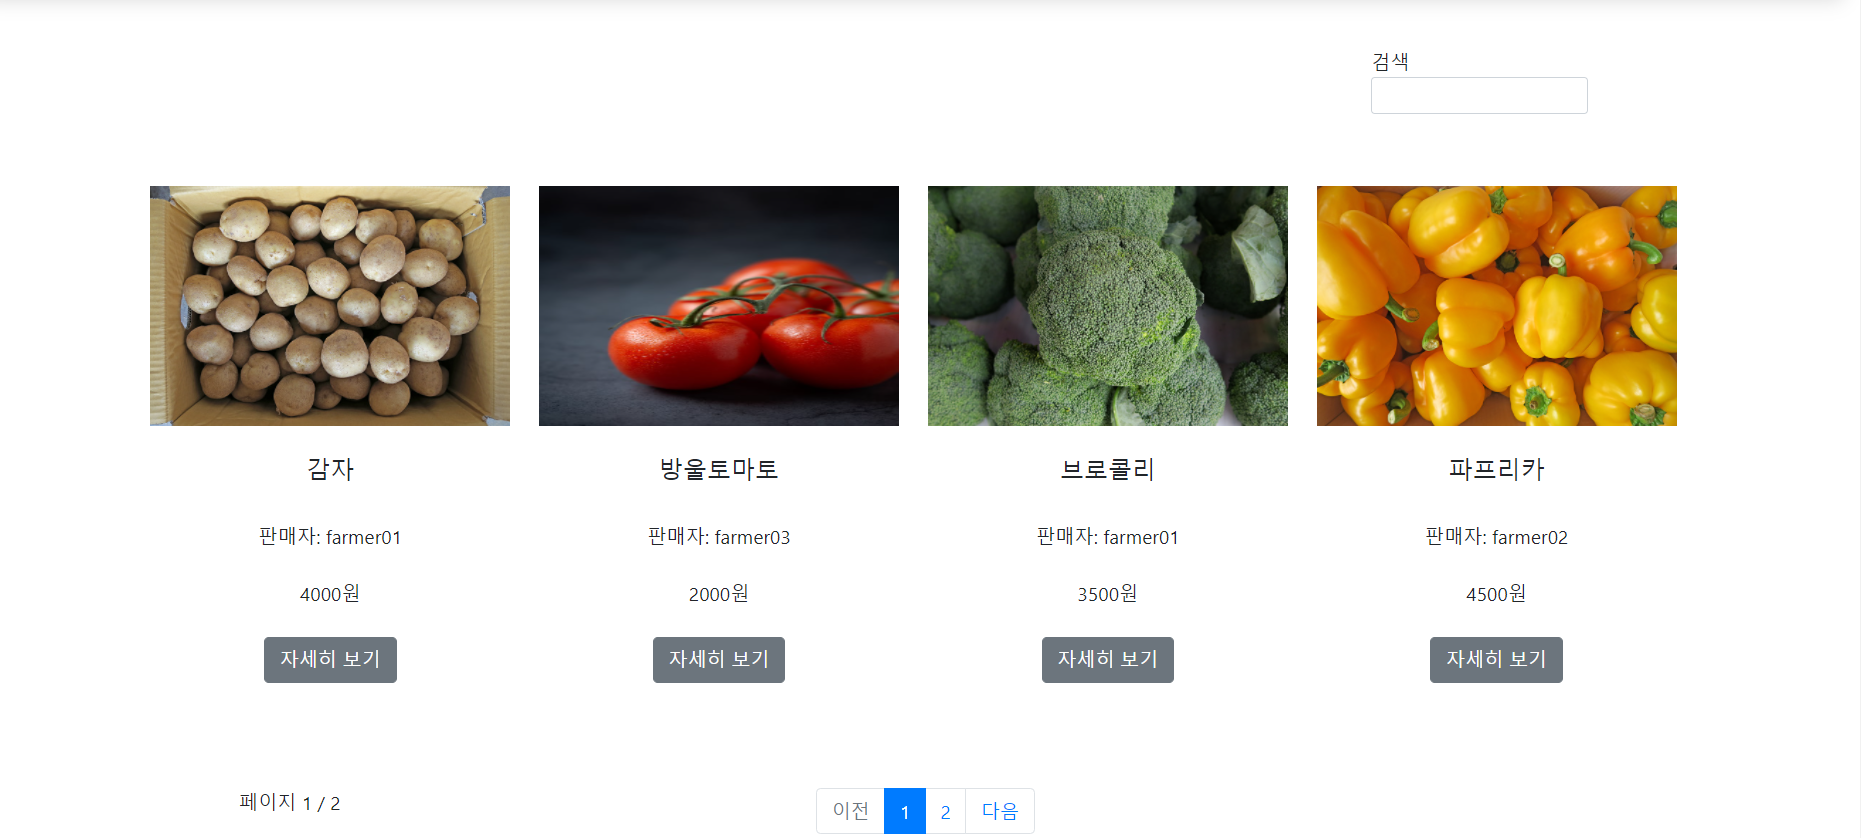 검색
감자
방울토마토
브로콜리
파프리카
판매자: farmer01
판매자: farmer03
판매자: farmer01
판매자: farmer02
4000원
2000원
3500원
4500원
자세히 보기
자세히 보기
자세히 보기
자세히 보기
페이지 1 / 2
이전 1 2 다음